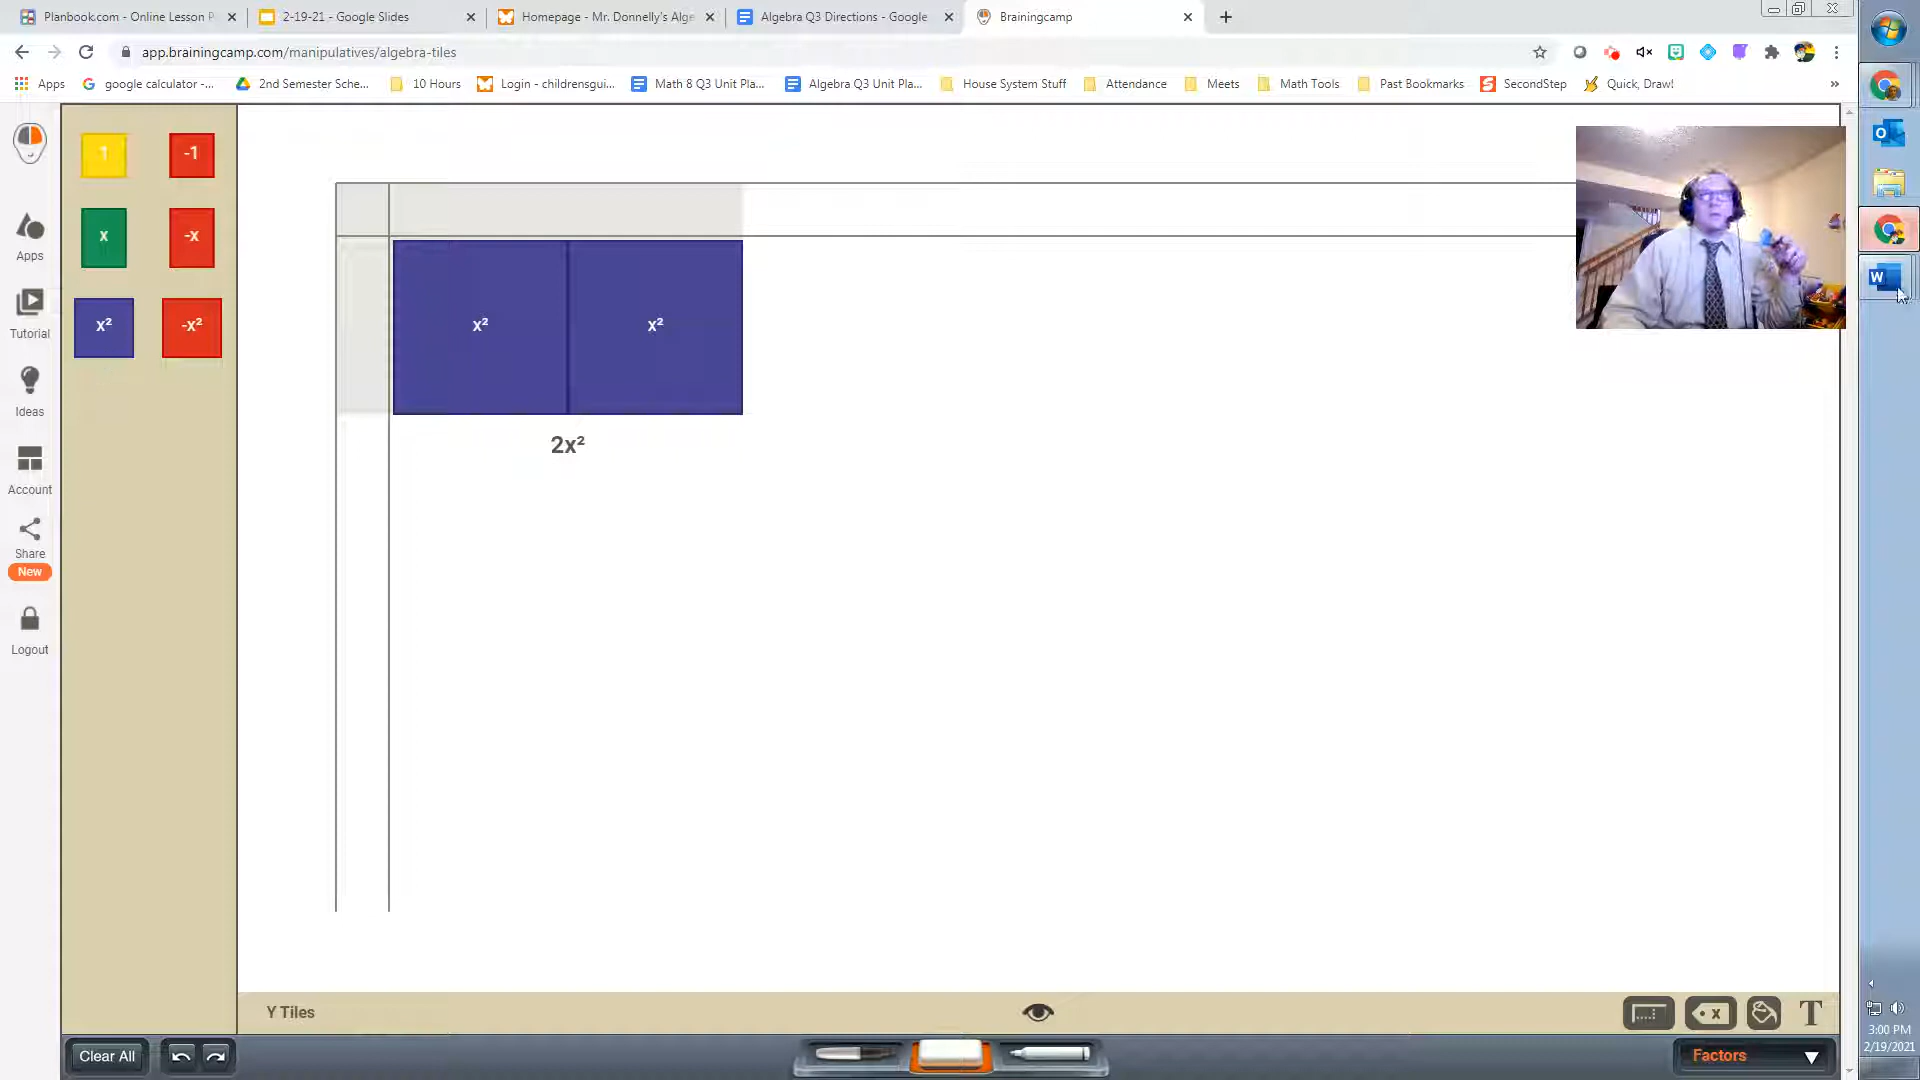 Planbook.com - Online Lesson P
2-19-21 - Google Slides
Homepage - Mr. Donnelly's Alge
Algebra Q3 Directions - Google
Brainingcamp
app.brainingcamp.com/manipulatives/algebra-tiles
Apps
google calculator -...
2nd Semester Sche...
10 Hours
Login - childrensgui...
Math 8 Q3 Unit Pla...
Algebra Q3 Unit Pla...
House System Stuff
Attendance
Meets
Math Tools
Past Bookmarks
SecondStep
Quick, Draw!
»
Apps
Tutorial
Ideas
Account
Share
New
Logout
1 -1
x -x
x² -x²
x² x²
2x²
Y Tiles
x
T
Clear All
Factors
3:00 PM
2/19/2021